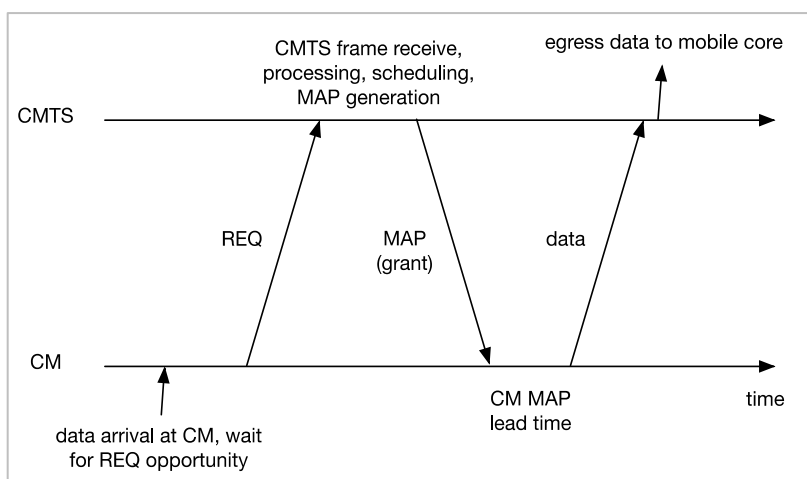 CMTS frame receive,
processing, scheduling,
MAP generation
egress data to mobile core
CMTS
REQ
MAP
(grant)
data
CM
CM MAP
lead time
time
data arrival at CM, wait
for REQ opportunity